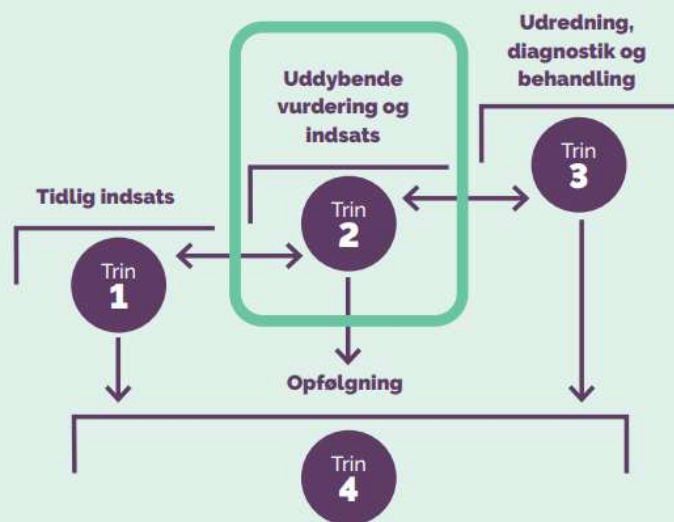 Udredning,
diagnostik og
behandling
Uddybende
vurdering og
indsats
Trin
3
Tidlig indsats
Trin
2
Trin
1
Opfølgning
Trin
4